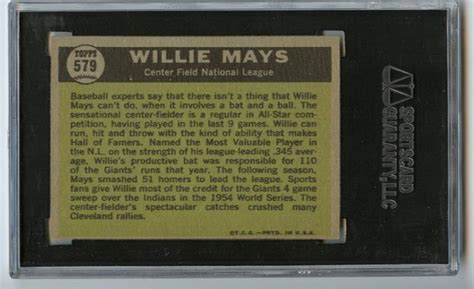 TOPPS
579
WILLIE MAYS
Center Field National League
Baseball experts say that there isn't a thing that Willie
Mays can't do, when it involves a bat and a ball. The
sensational center-fielder is a regular in All-Star com-
petition, having played in the last 9 games. Willie can
run, hit and throw with the kind of ability that makes
Hall of Famers. Named the Most Valuable Player in
the N.L. on the strength of his league-leading .345 aver-
age, Willie's productive bat was responsible for 110
of the Giants' runs that year. The following season,
Mays smashed 51 homers to lead the league. Sports
fans give Willie most of the credit for the Giants 4
game sweep over the Indians in the 1954 World Series. The
center-fielder's spectacular catches crushed many
Cleveland rallies.
©T.C.G.—PRTD. IN U.S.A.
SPORTSCARD
GUARANTY, LLC